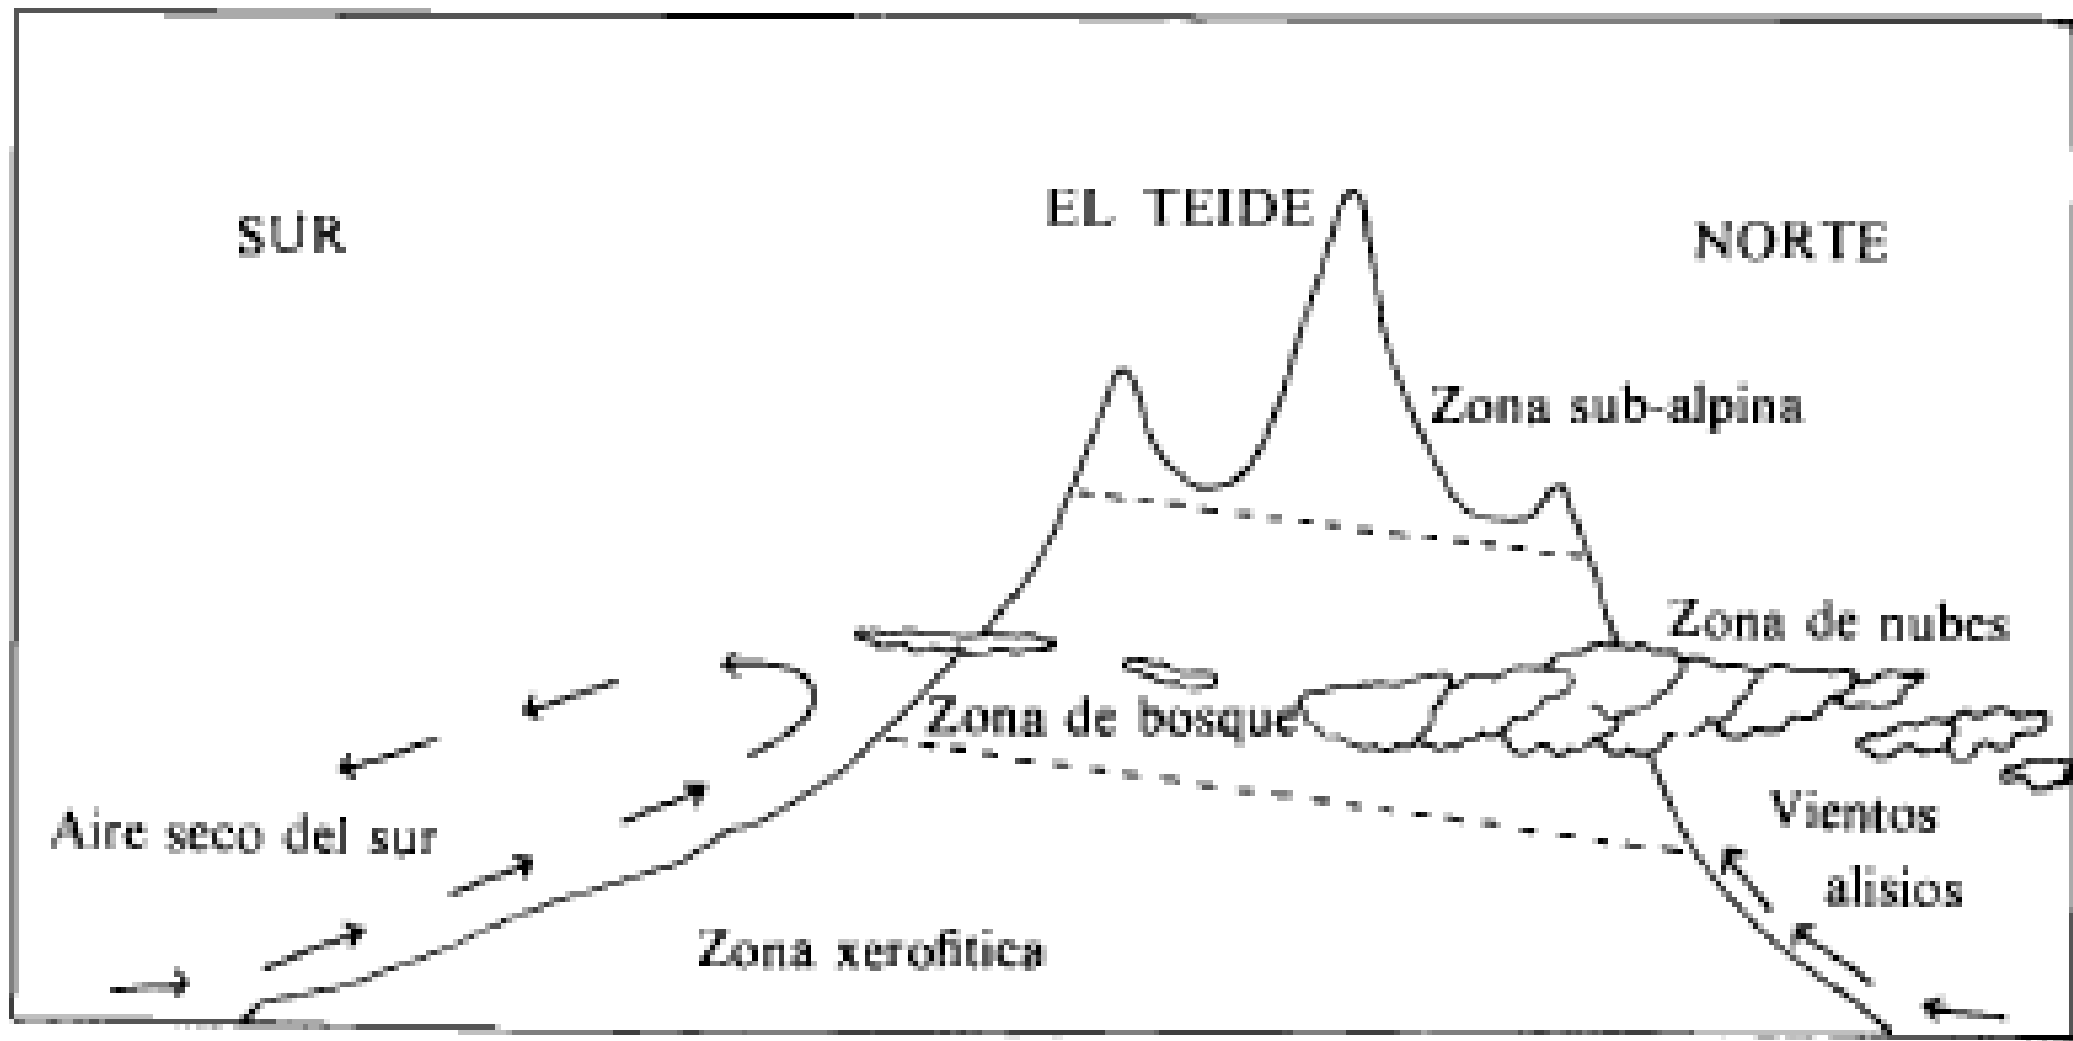 SUR
EL TEIDE
NORTE
Zona sub-alpina
Zona de nubes
Zona de bosque
Vientos
alisios
Aire seco del sur
Zona xerofitica